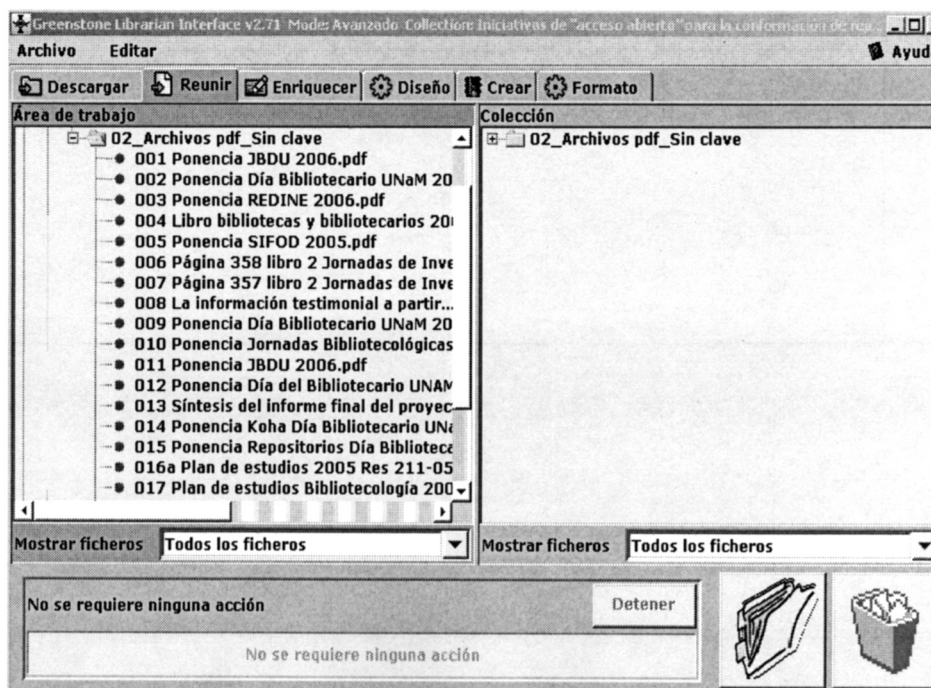 Greenstone Librarian Interface v2.71 Mode: Avanzado Collection: Iniciativas de "acceso abierto" para la conformación de rep
Archivo Editar Ayud
Descargar Reunir Enriquecer Diseño Crear Formato
Área de trabajo
02_Archivos pdf_Sin clave
001 Ponencia JBDU 2006.pdf
002 Ponencia Día Bibliotecario UNaM 20
003 Ponencia REDINE 2006.pdf
004 Libro bibliotecas y bibliotecarios 20
005 Ponencia SIFOD 2005.pdf
006 Página 358 libro 2 Jornadas de Inve
007 Página 357 libro 2 Jornadas de Inve
008 La información testimonial a partir...
009 Ponencia Día Bibliotecario UNaM 20
010 Ponencia Jornadas Bibliotecológicas
011 Ponencia JBDU 2006.pdf
012 Ponencia Día del Bibliotecario UNAM
013 Síntesis del informe final del proyec
014 Ponencia Koha Día Bibliotecario UNa
015 Ponencia Repositorios Día Biblioteca
016a Plan de estudios 2005 Res 211-05
017 Plan de estudios Bibliotecología 200
Mostrar ficheros Todos los ficheros
Colección
02_Archivos pdf_Sin clave
Mostrar ficheros Todos los ficheros
No se requiere ninguna acción Detener
No se requiere ninguna acción